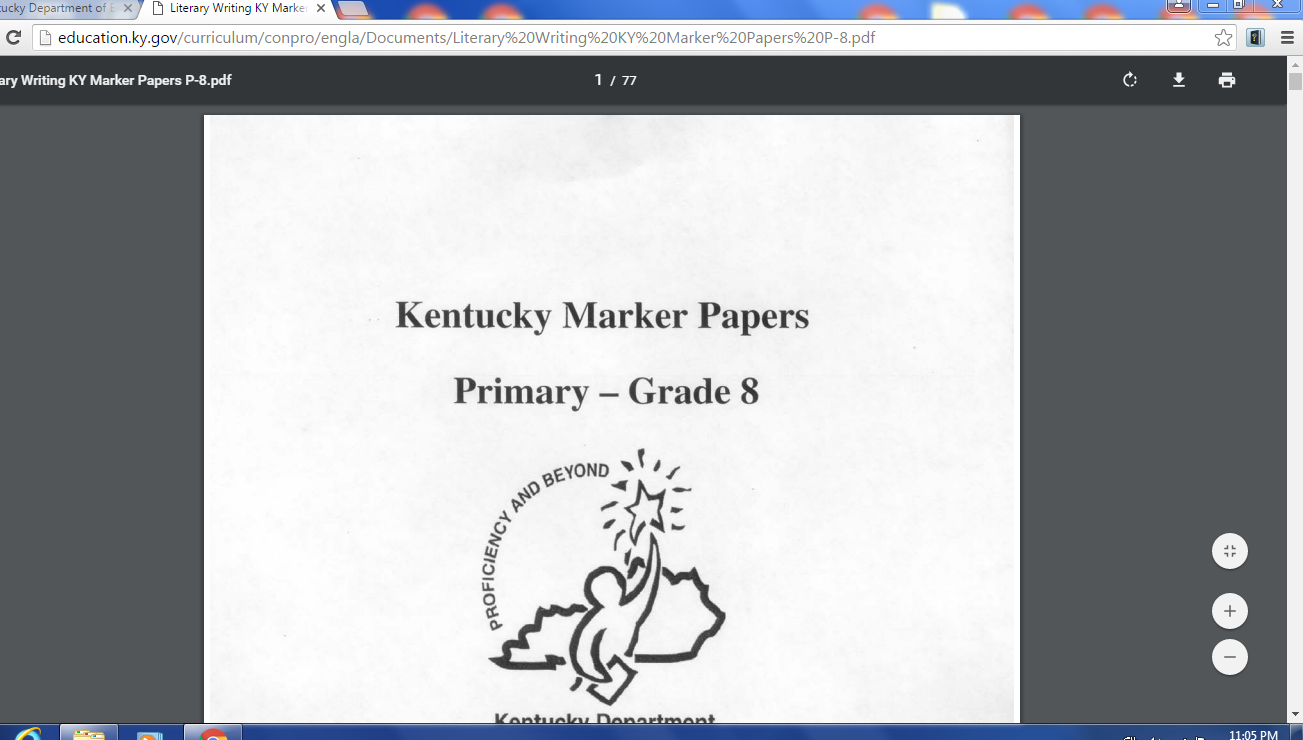 tucky Department of E
Literary Writing KY Marke
education.ky.gov/curriculum/conpro/engla/Documents/Literary%20Writing%20KY%20Marker%20Papers%20P-8.pdf
ary Writing KY Marker Papers P-8.pdf
1 / 77
Kentucky Marker Papers
Primary – Grade 8
PROFICIENCY AND BEYOND
Kentucky Department
11:05 PM